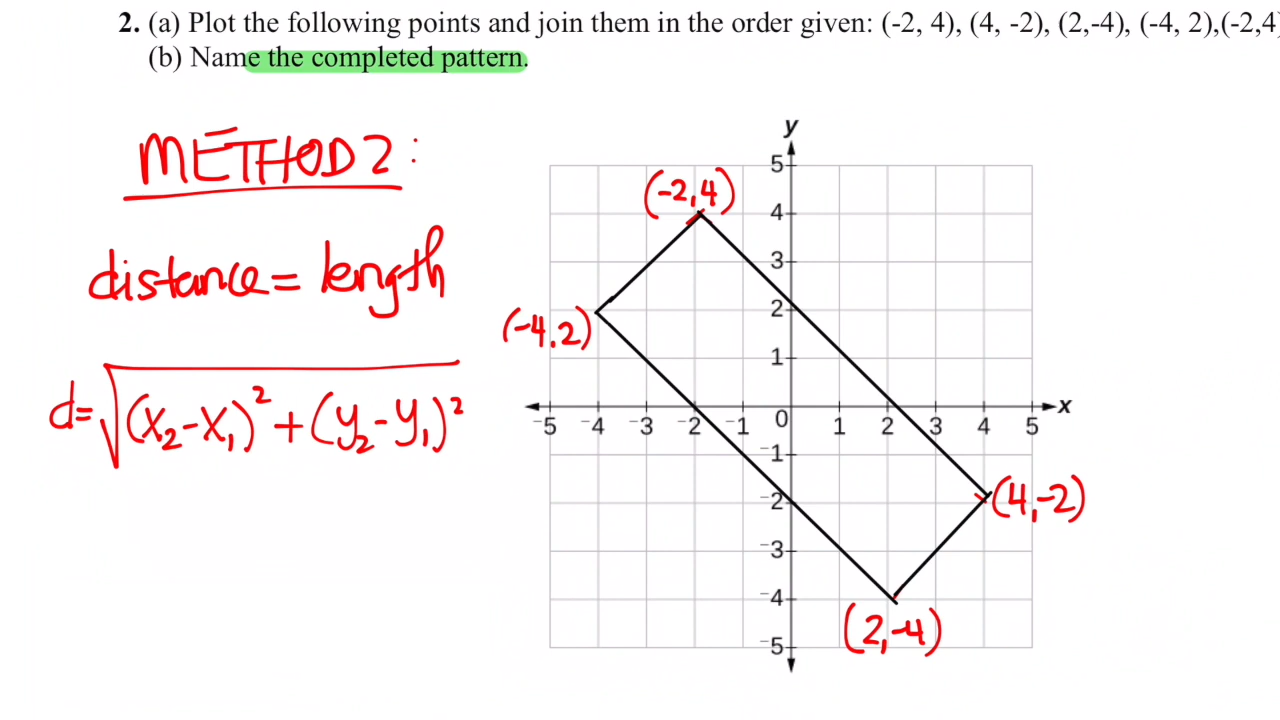 2. (a) Plot the following points and join them in the order given: (-2, 4), (4, -2), (2,-4), (-4, 2),(-2,4)
(b) Name the completed pattern.
METHOD 2:
distance = length
d=√(x₂-x₁)²+(y₂-y₁)²
y
5
(-2,4)
4
3
2
(-4,2)
1
x
-5 -4 -3 -2 -1 0 1 2 3 4 5
-1
-2
(4,-2)
-3
-4
(2,-4)
-5